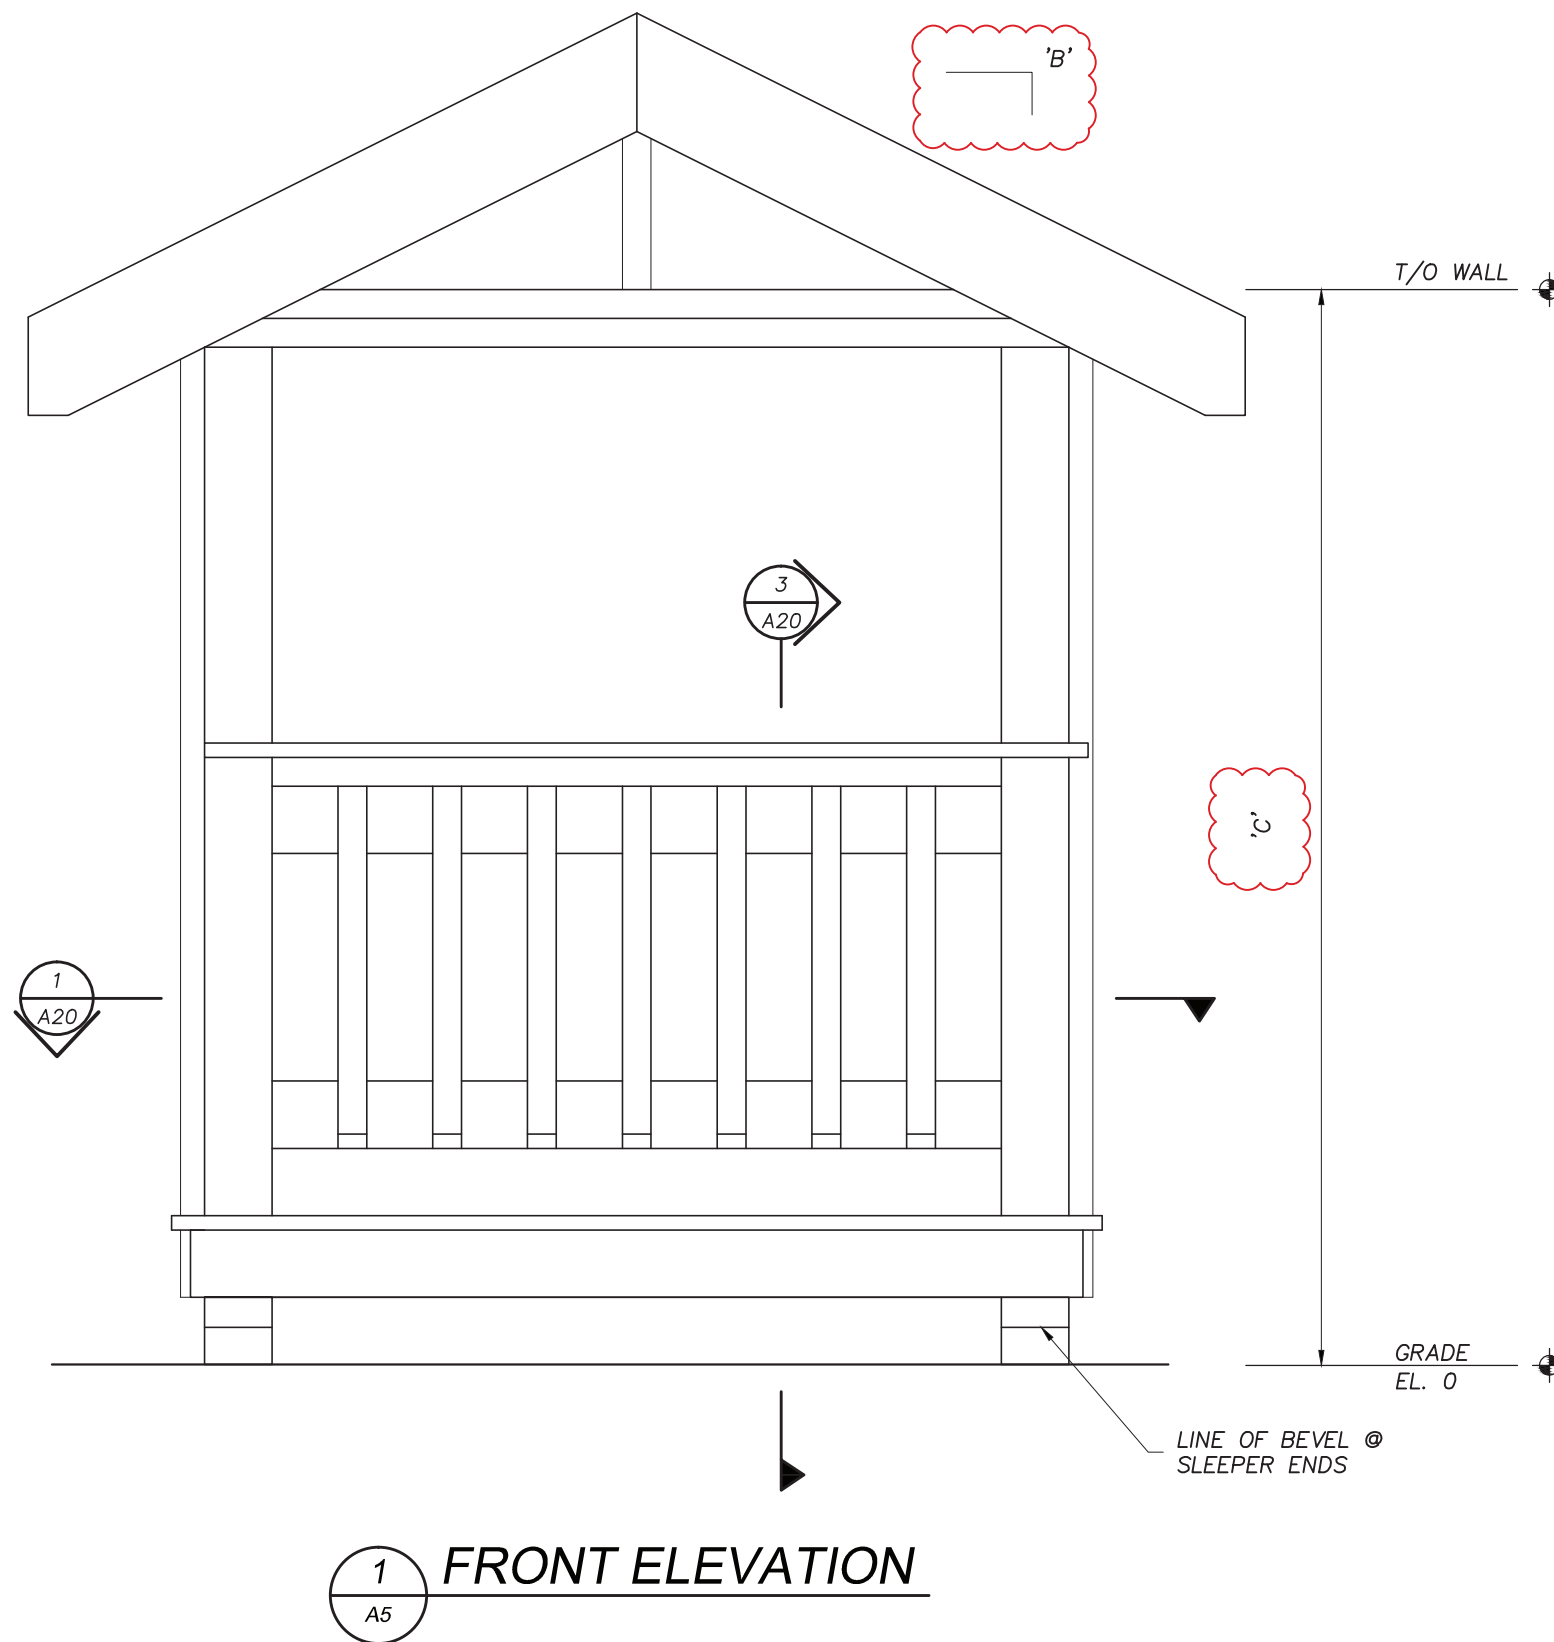 'B'
T/O WALL
3
A20
'C'
1
A20
GRADE
EL. 0
LINE OF BEVEL @
SLEEPER ENDS
1
FRONT ELEVATION
A5